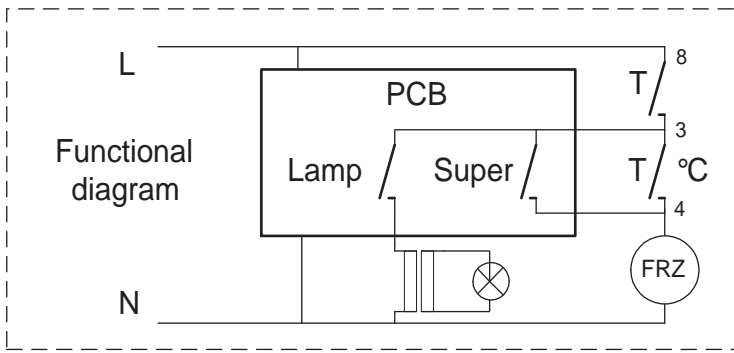 L
8
PCB
T
3
Functional
diagram
Lamp
Super
T
°C
4
FRZ
N